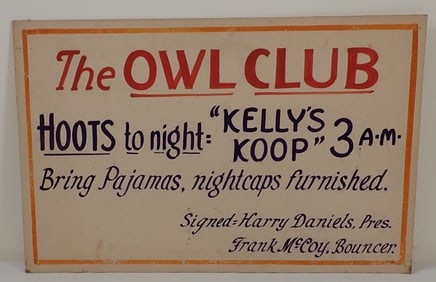 The OWL CLUB
HOOTS to night: "KELLY'S KOOP" 3 A.M.
Bring Pajamas, nightcaps furnished.
Signed=Harry Daniels, Pres.
Frank McCoy, Bouncer.